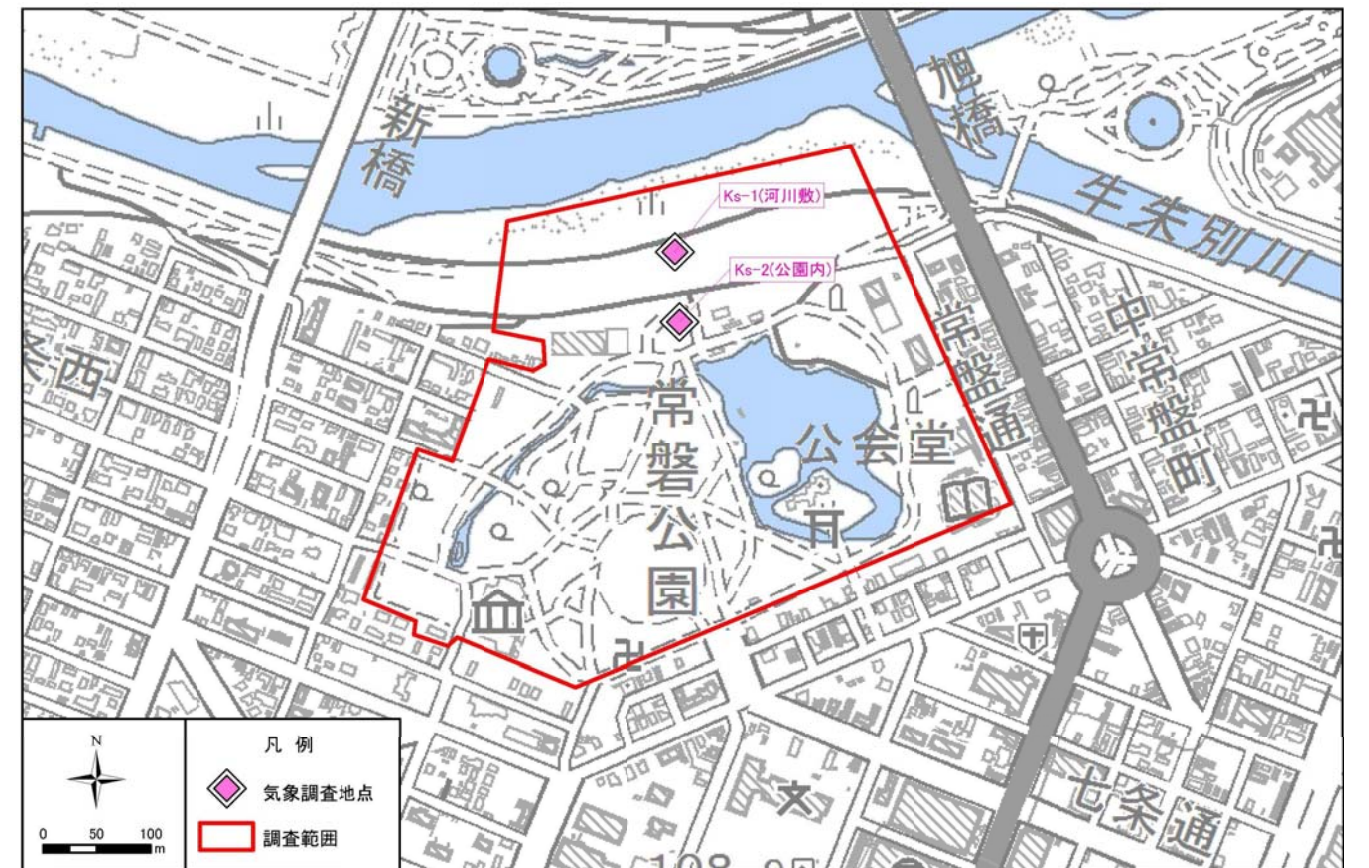 新橋
旭橋
牛朱別川
Ks-1(河川敷)
Ks-2(公園内)
常盤通
中常盤町
条西
常磐公園
公会堂
七条通
N
凡 例
気象調査地点
0 50 100
m
調査範囲